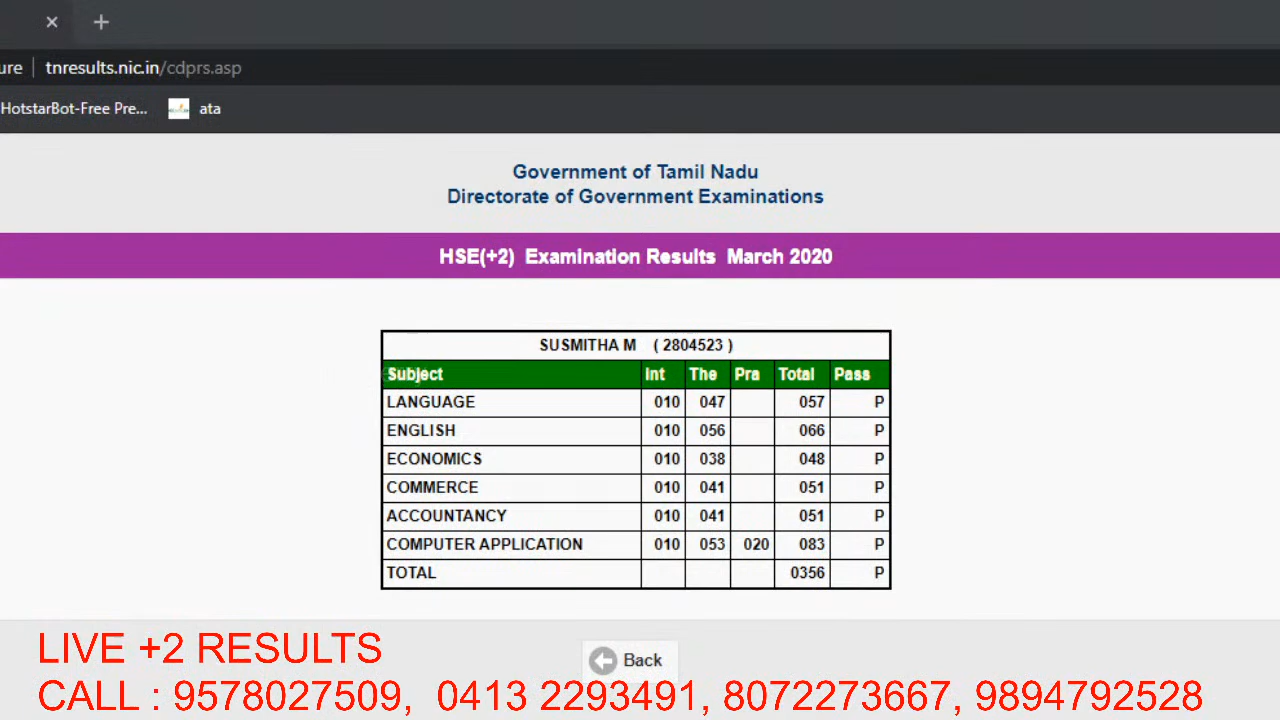 ure | tnresults.nic.in/cdprs.asp
HotstarBot-Free Pre... ata
Government of Tamil Nadu
Directorate of Government Examinations
HSE(+2) Examination Results March 2020
SUSMITHA M ( 2804523 )
Subject Int The Pra Total Pass
LANGUAGE 010 047 057 P
ENGLISH 010 056 066 P
ECONOMICS 010 038 048 P
COMMERCE 010 041 051 P
ACCOUNTANCY 010 041 051 P
COMPUTER APPLICATION 010 053 020 083 P
TOTAL 0356 P
Back
LIVE +2 RESULTS
CALL : 9578027509, 0413 2293491, 8072273667, 9894792528